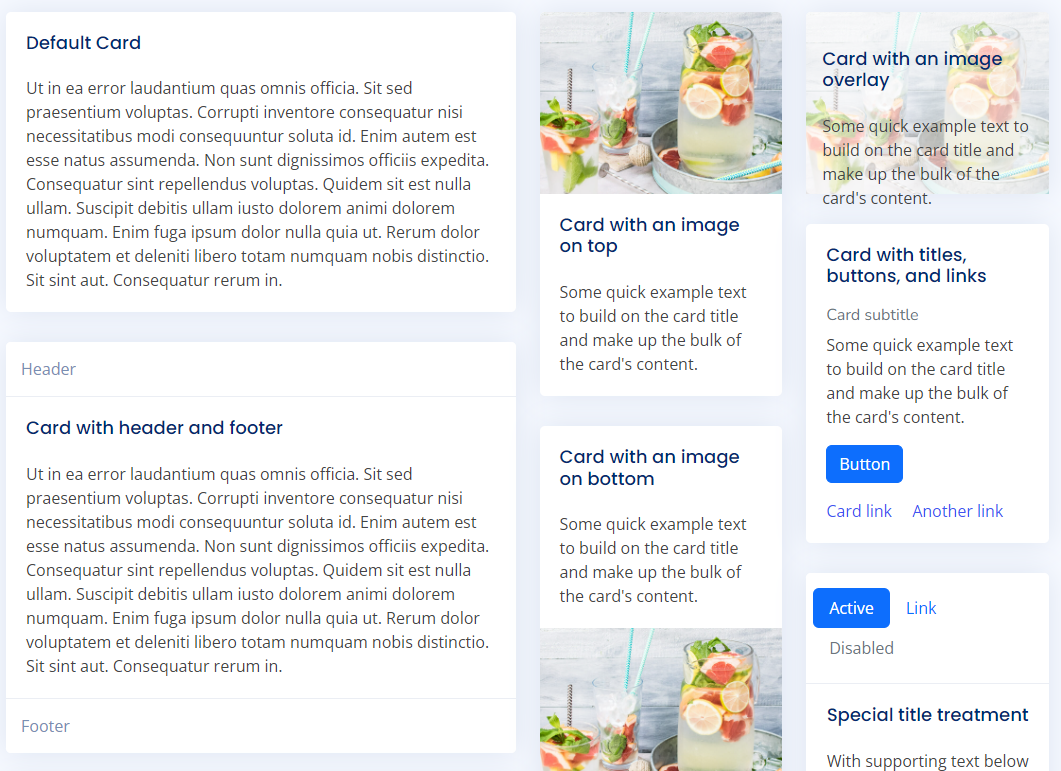 Default Card
Ut in ea error laudantium quas omnis officia. Sit sed
praesentium voluptas. Corrupti inventore consequatur nisi
necessitatibus modi consequuntur soluta id. Enim autem est
esse natus assumenda. Non sunt dignissimos officiis expedita.
Consequatur sint repellendus voluptas. Quidem sit est nulla
ullam. Suscipit debitis ullam iusto dolorem animi dolorem
numquam. Enim fuga ipsum dolor nulla quia ut. Rerum dolor
voluptatem et deleniti libero totam numquam nobis distinctio.
Sit sint aut. Consequatur rerum in.
Header
Card with header and footer
Ut in ea error laudantium quas omnis officia. Sit sed
praesentium voluptas. Corrupti inventore consequatur nisi
necessitatibus modi consequuntur soluta id. Enim autem est
esse natus assumenda. Non sunt dignissimos officiis expedita.
Consequatur sint repellendus voluptas. Quidem sit est nulla
ullam. Suscipit debitis ullam iusto dolorem animi dolorem
numquam. Enim fuga ipsum dolor nulla quia ut. Rerum dolor
voluptatem et deleniti libero totam numquam nobis distinctio.
Sit sint aut. Consequatur rerum in.
Footer
Card with an image
on top
Some quick example text
to build on the card title
and make up the bulk of
the card's content.
Card with an image
on bottom
Some quick example text
to build on the card title
and make up the bulk of
the card's content.
Card with an image
overlay
Some quick example text to
build on the card title and
make up the bulk of the
card's content.
Card with titles,
buttons, and links
Card subtitle
Some quick example text
to build on the card title
and make up the bulk of
the card's content.
Button
Card link Another link
Active Link
Disabled
Special title treatment
With supporting text below